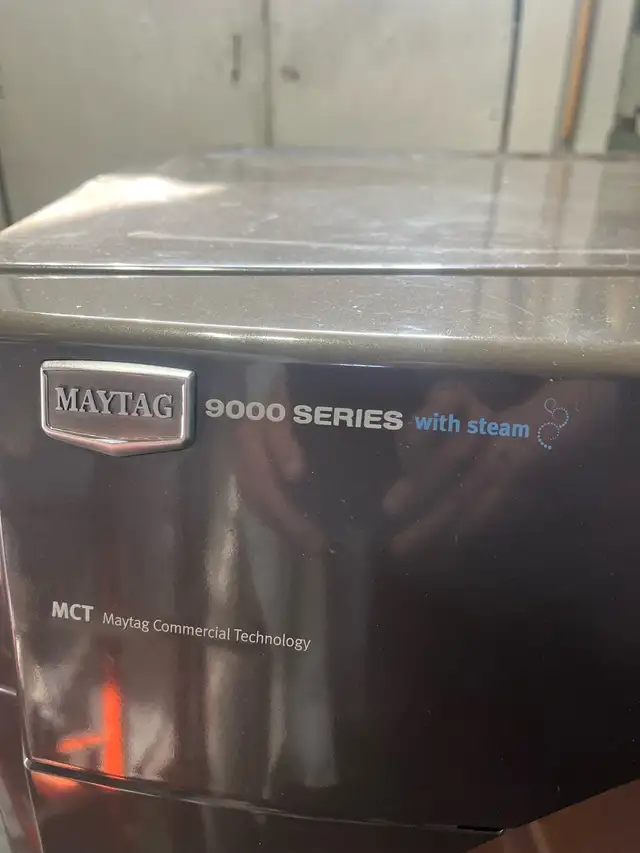 MAYTAG 9000 SERIES with steam
MCT Maytag Commercial Technology